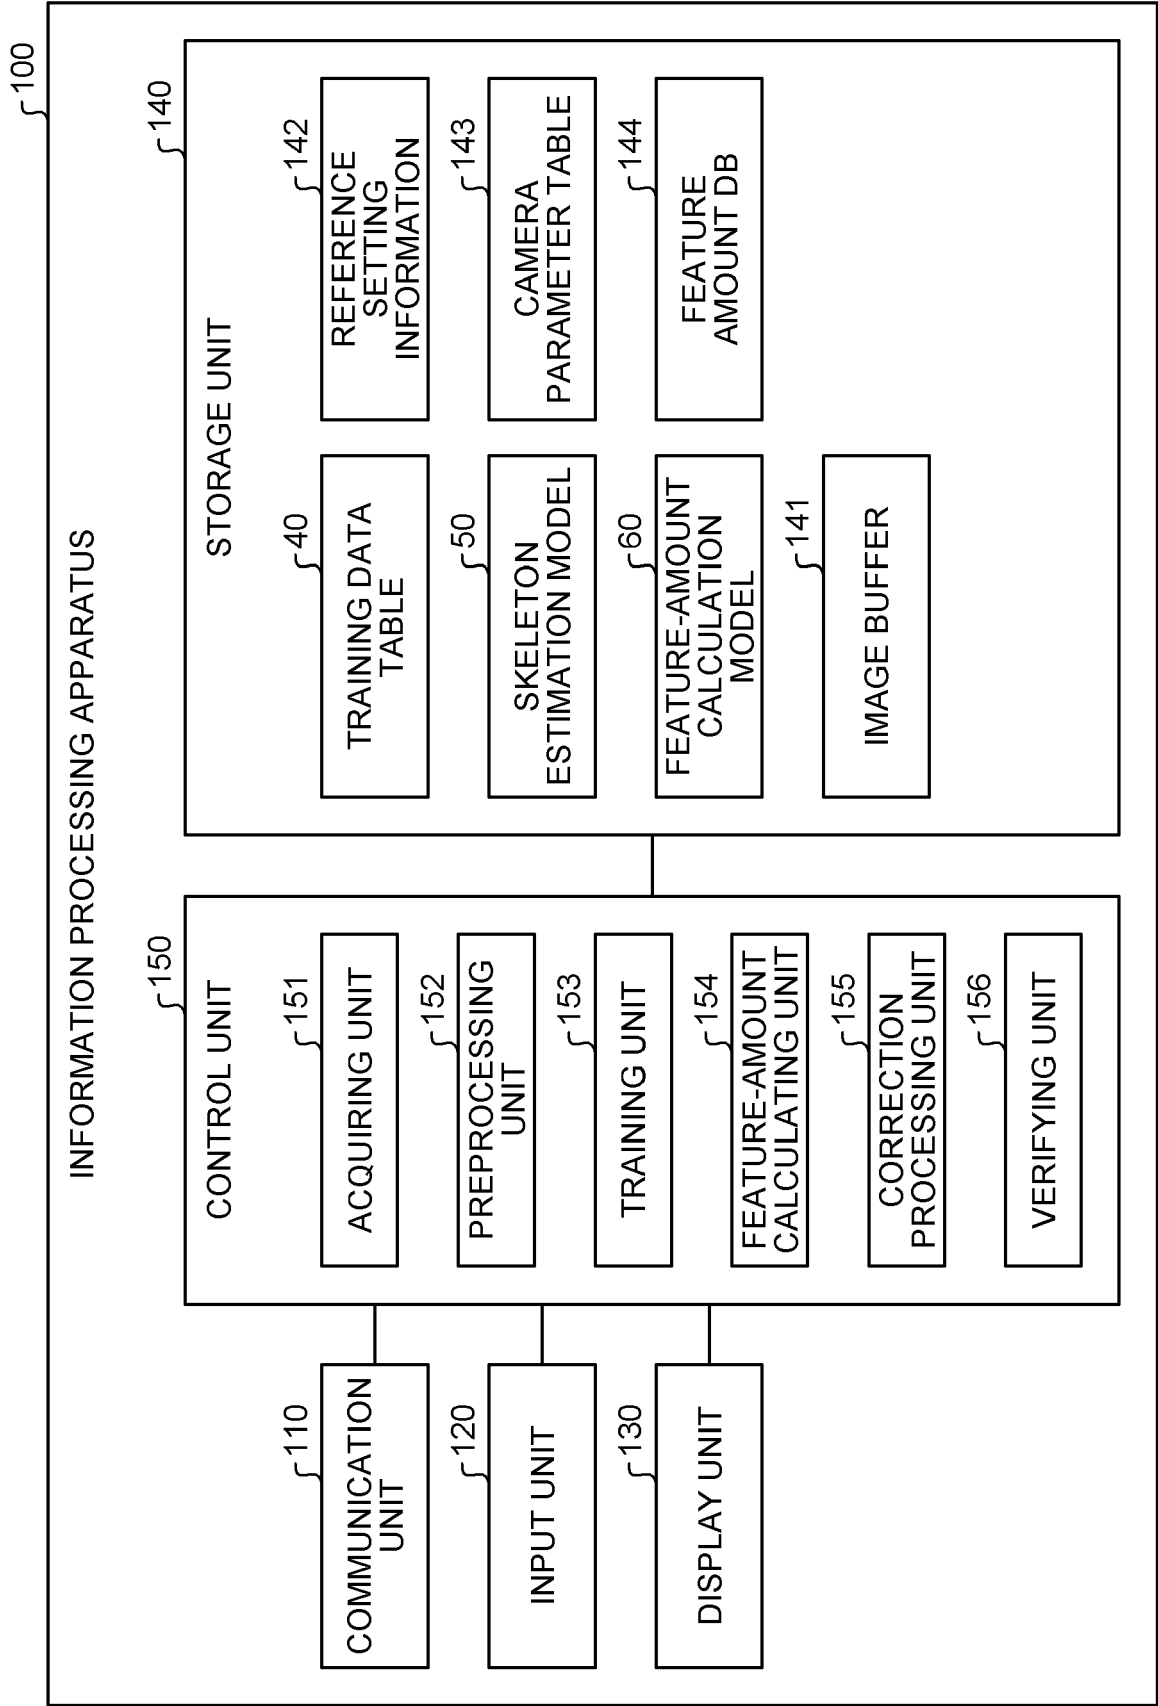 100
INFORMATION PROCESSING APPARATUS
110
COMMUNICATION
UNIT
120
INPUT UNIT
130
DISPLAY UNIT
150
CONTROL UNIT
151
ACQUIRING UNIT
152
PREPROCESSING
UNIT
153
TRAINING UNIT
154
FEATURE-AMOUNT
CALCULATING UNIT
155
CORRECTION
PROCESSING UNIT
156
VERIFYING UNIT
140
STORAGE UNIT
40
TRAINING DATA
TABLE
50
SKELETON
ESTIMATION MODEL
60
FEATURE-AMOUNT
CALCULATION
MODEL
141
IMAGE BUFFER
142
REFERENCE
SETTING
INFORMATION
143
CAMERA
PARAMETER TABLE
144
FEATURE
AMOUNT DB